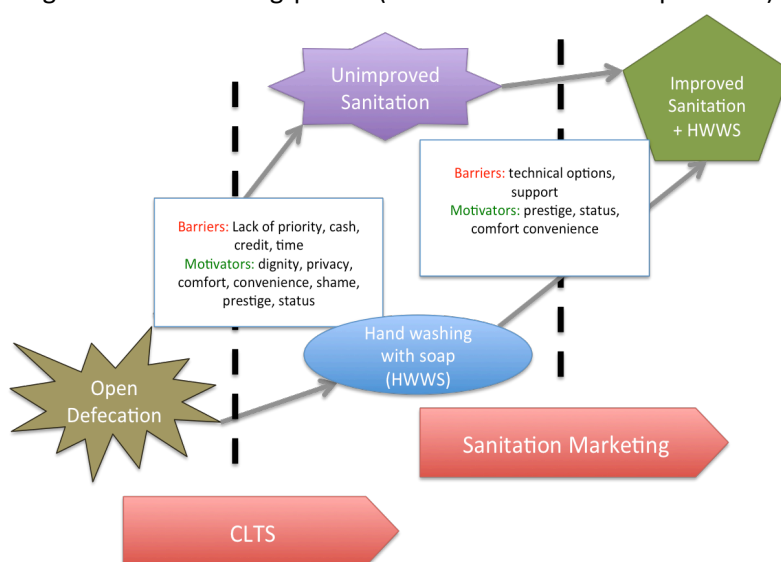 Unimproved
Sanitation
Improved
Sanitation
+ HWWS
Barriers: technical options,
support
Motivators: prestige, status,
comfort convenience
Barriers: Lack of priority, cash,
credit, time
Motivators: dignity, privacy,
comfort, convenience, shame,
prestige, status
Hand washing
with soap
(HWWS)
Open
Defecation
Sanitation Marketing
CLTS